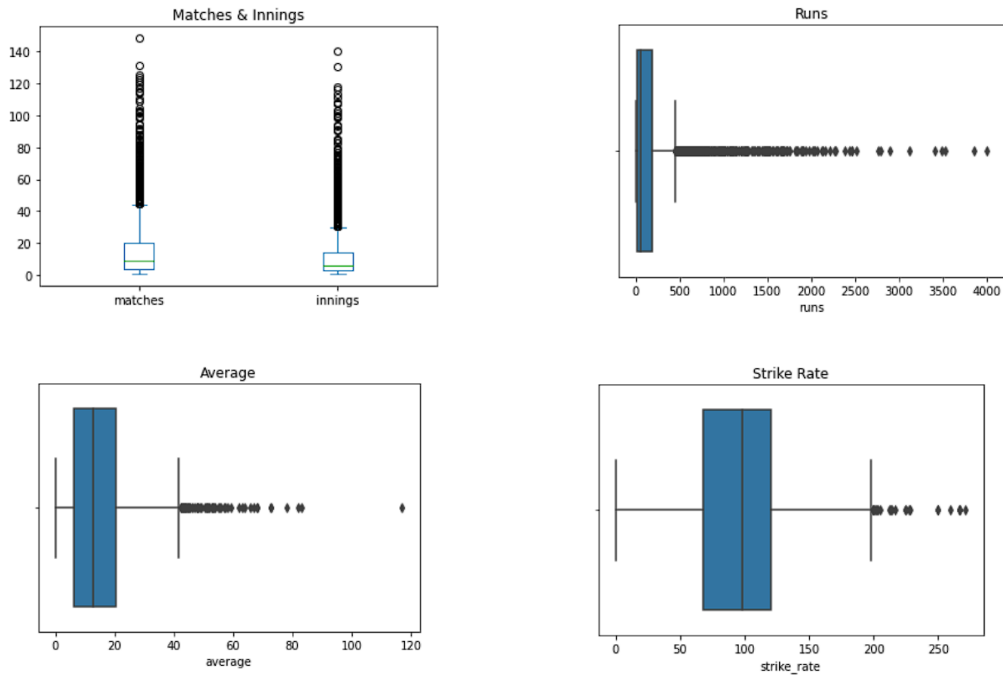 Matches & Innings
140
120
100
80
60
40
20
0
matches innings
Runs
0 500 1000 1500 2000 2500 3000 3500 4000
runs
Average
0 20 40 60 80 100 120
average
Strike Rate
0 50 100 150 200 250
strike_rate